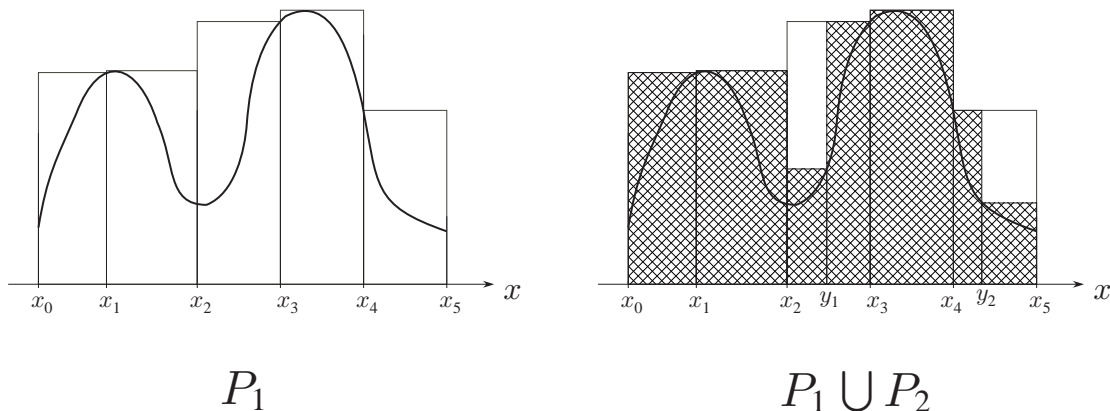 x₀ x₁ x₂ x₃ x₄ x₅ x
P₁
x₀ x₁ x₂ y₁ x₃ x₄ y₂ x₅ x
P₁ ⋃ P₂